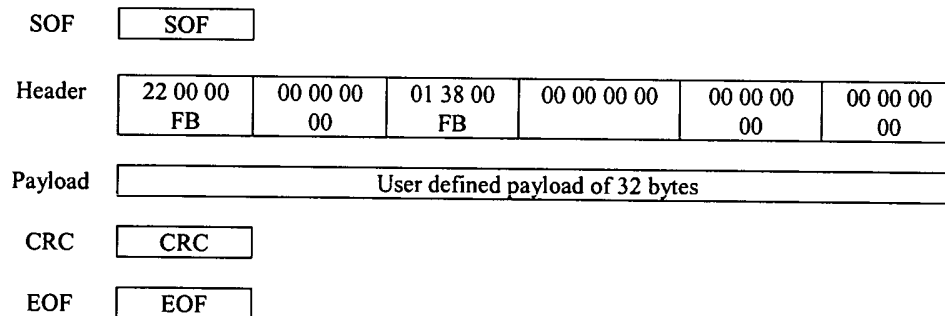 SOF SOF
Header 22 00 00 FB 00 00 00 00 01 38 00 FB 00 00 00 00 00 00 00 00 00 00 00 00
Payload User defined payload of 32 bytes
CRC CRC
EOF EOF